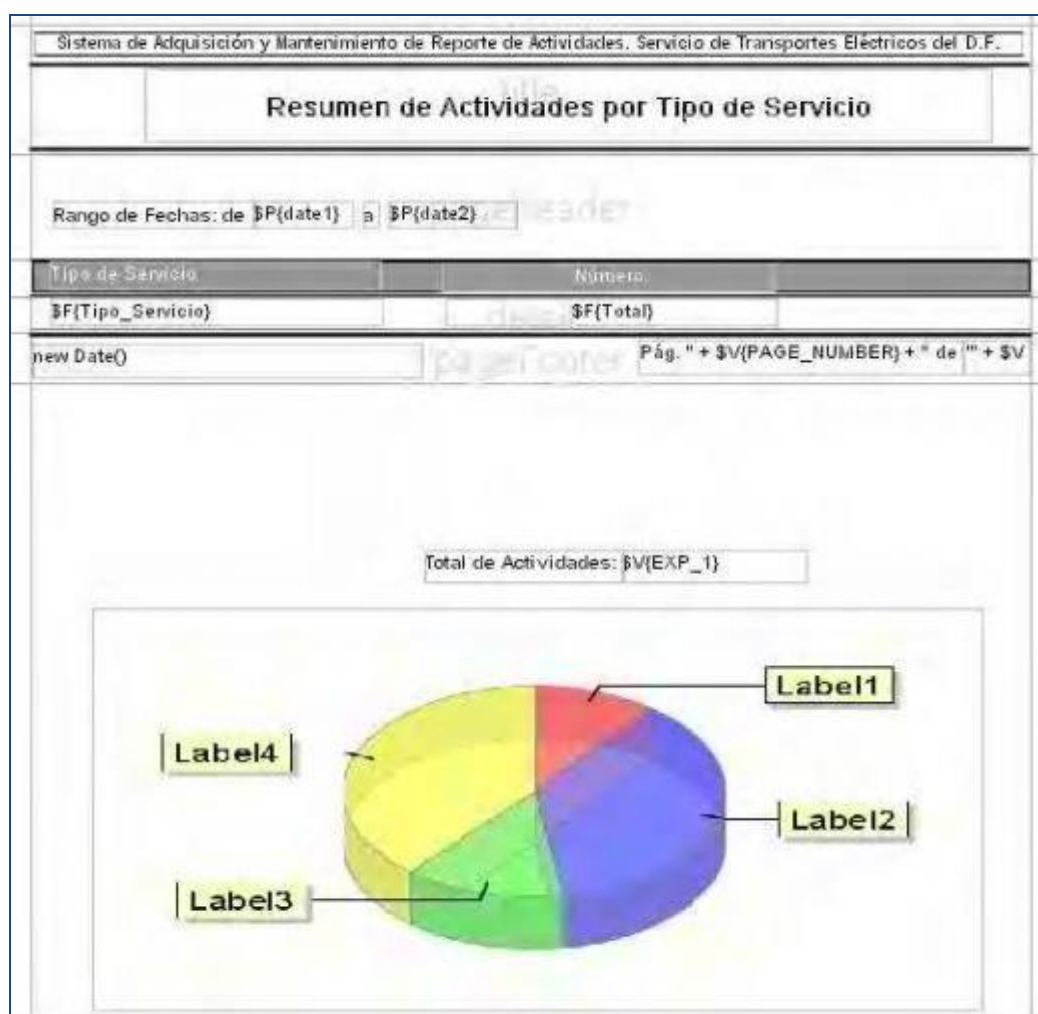 Sistema de Adquisición y Mantenimiento de Reporte de Actividades. Servicio de Transportes Eléctricos del D.F.
title
Resumen de Actividades por Tipo de Servicio
Rango de Fechas: de $P{date1} a $P{date2}
Tipo de Servicio Número
$F{Tipo_Servicio} $F{Total}
new Date() pageFooter Pág. " + $V{PAGE_NUMBER} + " de "" + $V
Total de Actividades: $V{EXP_1}
Label1
Label4
Label2
Label3